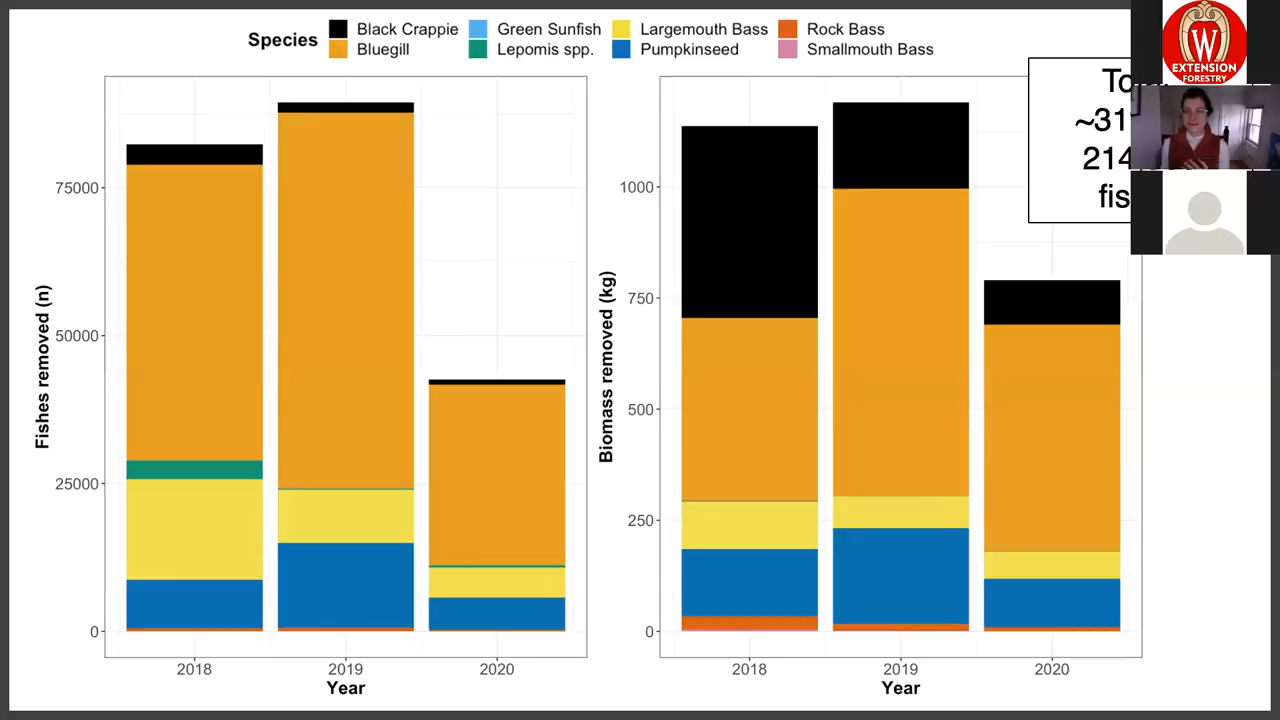 Species
Black Crappie
Green Sunfish
Largemouth Bass
Rock Bass
Bluegill
Lepomis spp.
Pumpkinseed
Smallmouth Bass
Fishes removed (n)
75000
50000
25000
0
2018
2019
2020
Year
Biomass removed (kg)
1000
750
500
250
0
2018
2019
2020
Year
~31
214
W
EXTENSION
FORESTRY